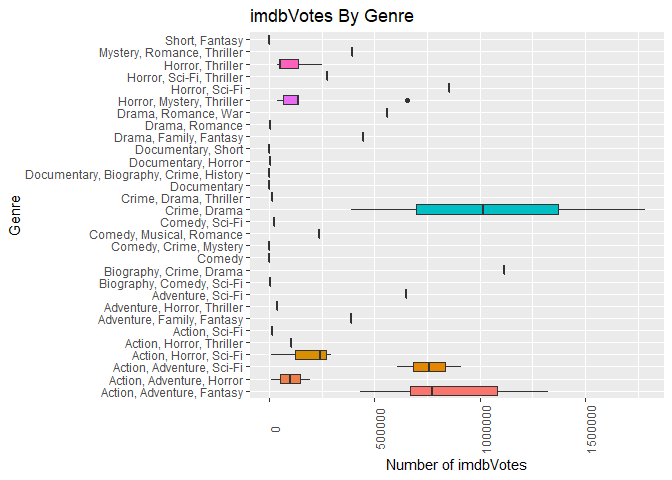 imdbVotes By Genre
Short, Fantasy
Mystery, Romance, Thriller
Horror, Thriller
Horror, Sci-Fi, Thriller
Horror, Sci-Fi
Horror, Mystery, Thriller
Drama, Romance, War
Drama, Romance
Drama, Family, Fantasy
Documentary, Short
Documentary, Horror
Documentary, Biography, Crime, History
Documentary
Crime, Drama, Thriller
Crime, Drama
Comedy, Sci-Fi
Comedy, Musical, Romance
Comedy, Crime, Mystery
Comedy
Biography, Crime, Drama
Biography, Comedy, Sci-Fi
Adventure, Sci-Fi
Adventure, Horror, Thriller
Adventure, Family, Fantasy
Action, Sci-Fi
Action, Horror, Thriller
Action, Horror, Sci-Fi
Action, Adventure, Sci-Fi
Action, Adventure, Horror
Action, Adventure, Fantasy
Genre
0
500000
1000000
1500000
Number of imdbVotes